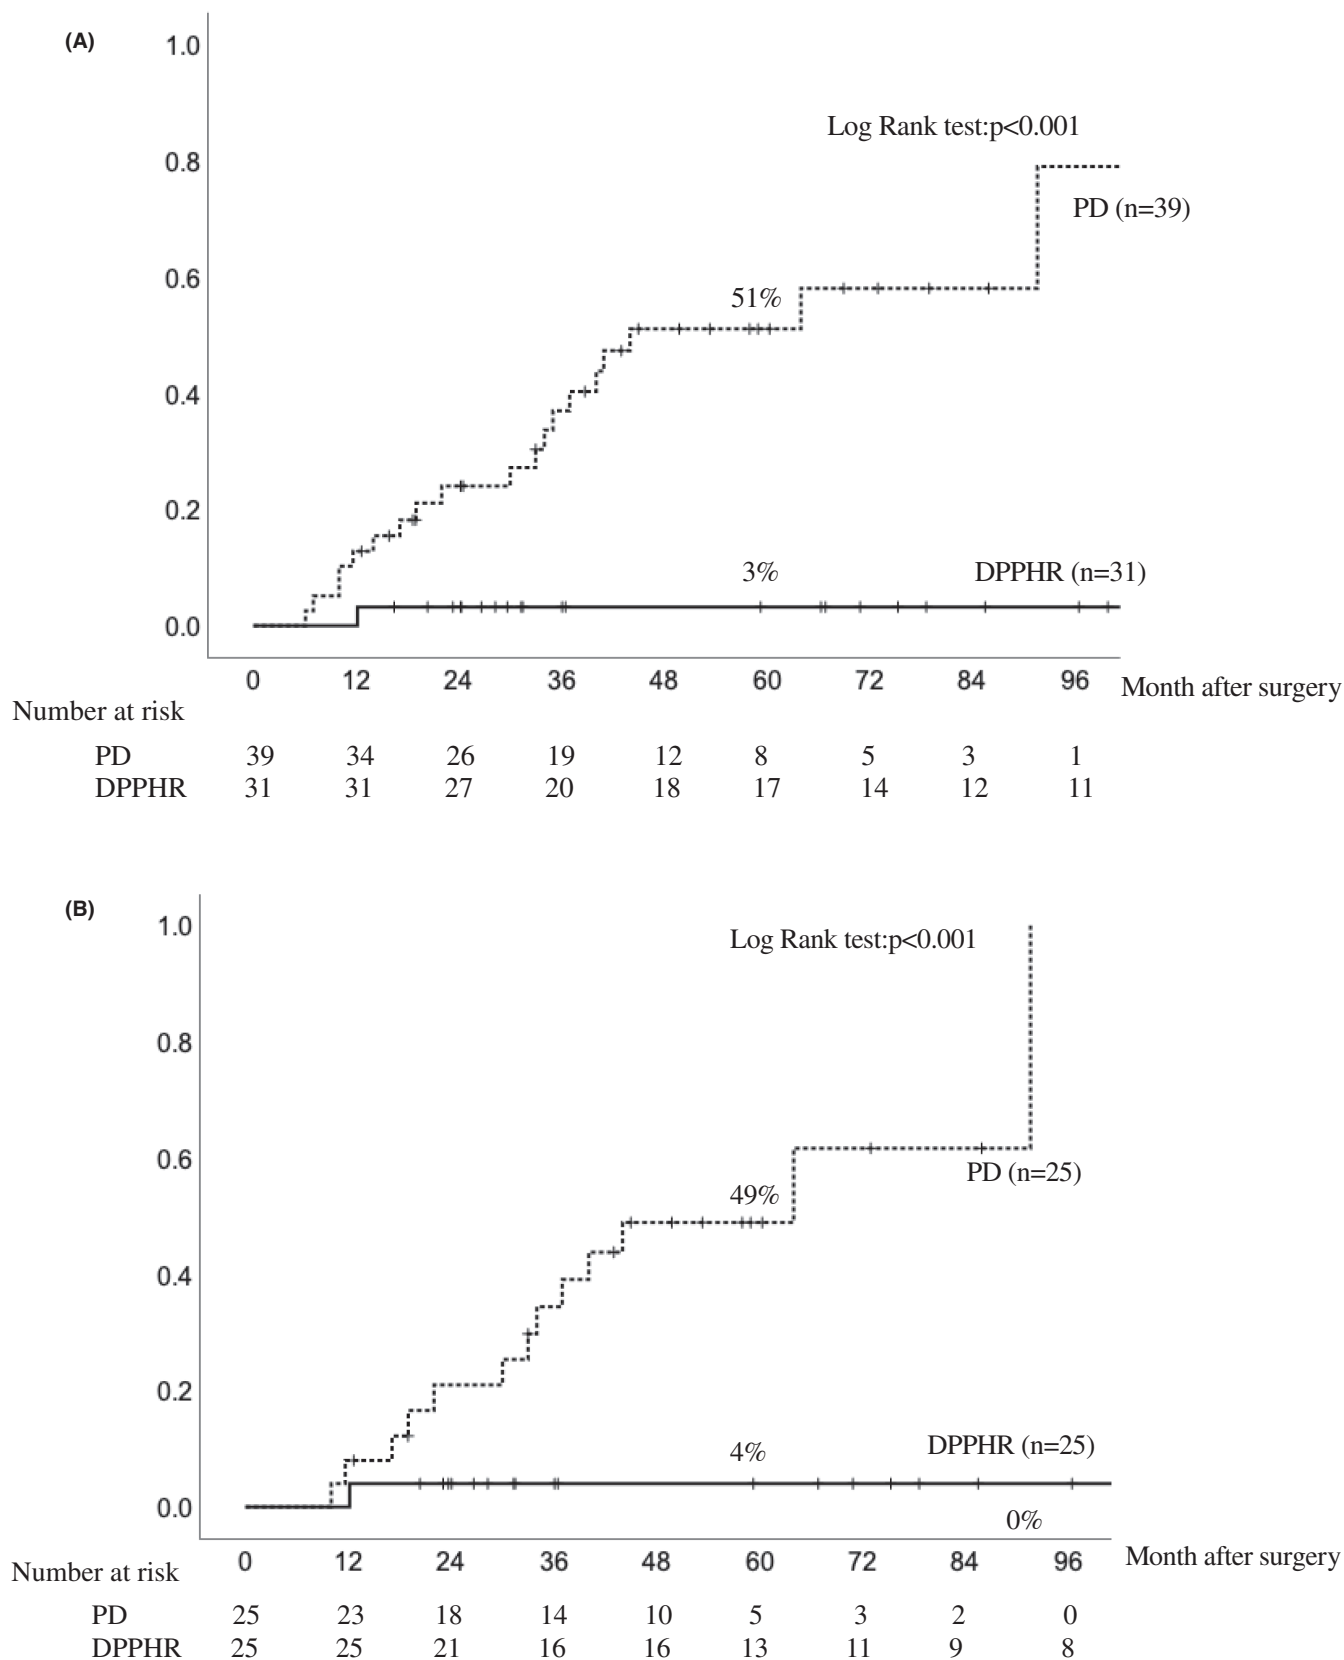 (A)
1.0
Log Rank test:p<0.001
0.8
PD (n=39)
0.6
51%
0.4
0.2
3%
DPPHR (n=31)
0.0
0 12 24 36 48 60 72 84 96 Month after surgery
Number at risk
PD 39 34 26 19 12 8 5 3 1
DPPHR 31 31 27 20 18 17 14 12 11
(B)
1.0
Log Rank test:p<0.001
0.8
0.6
PD (n=25)
49%
0.4
0.2
4%
DPPHR (n=25)
0.0
0%
0 12 24 36 48 60 72 84 96 Month after surgery
Number at risk
PD 25 23 18 14 10 5 3 2 0
DPPHR 25 25 21 16 16 13 11 9 8